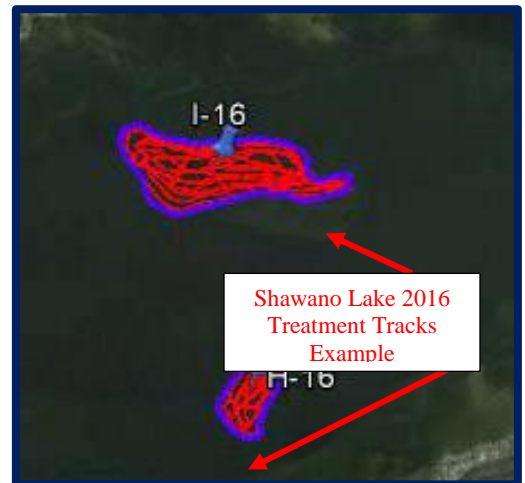 I-16
Shawano Lake 2016
Treatment Tracks
Example
H-16